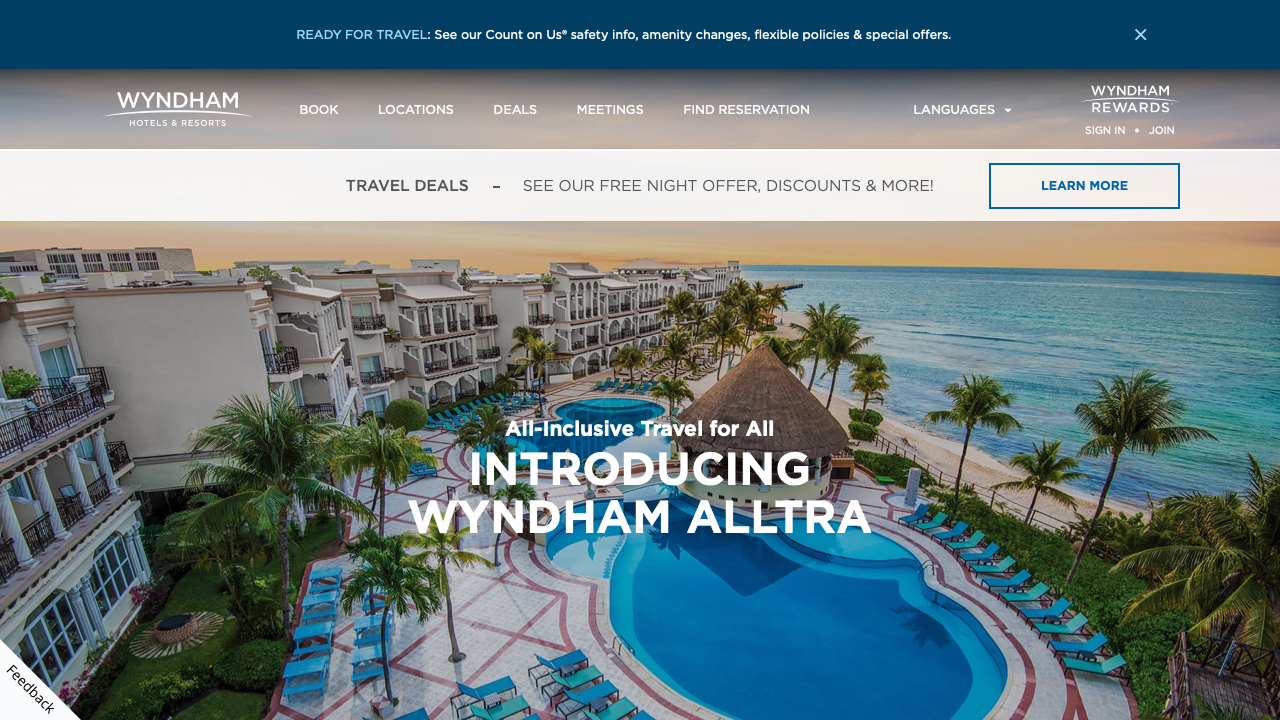 READY FOR TRAVEL: See our Count on Us® safety info, amenity changes, flexible policies & special offers.
WYNDHAM
HOTELS & RESORTS
BOOK
LOCATIONS
DEALS
MEETINGS
FIND RESERVATION
LANGUAGES
WYNDHAM
REWARDS
SIGN IN • JOIN
TRAVEL DEALS – SEE OUR FREE NIGHT OFFER, DISCOUNTS & MORE!
LEARN MORE
All-Inclusive Travel for All
INTRODUCING
WYNDHAM ALLTRA
Feedback